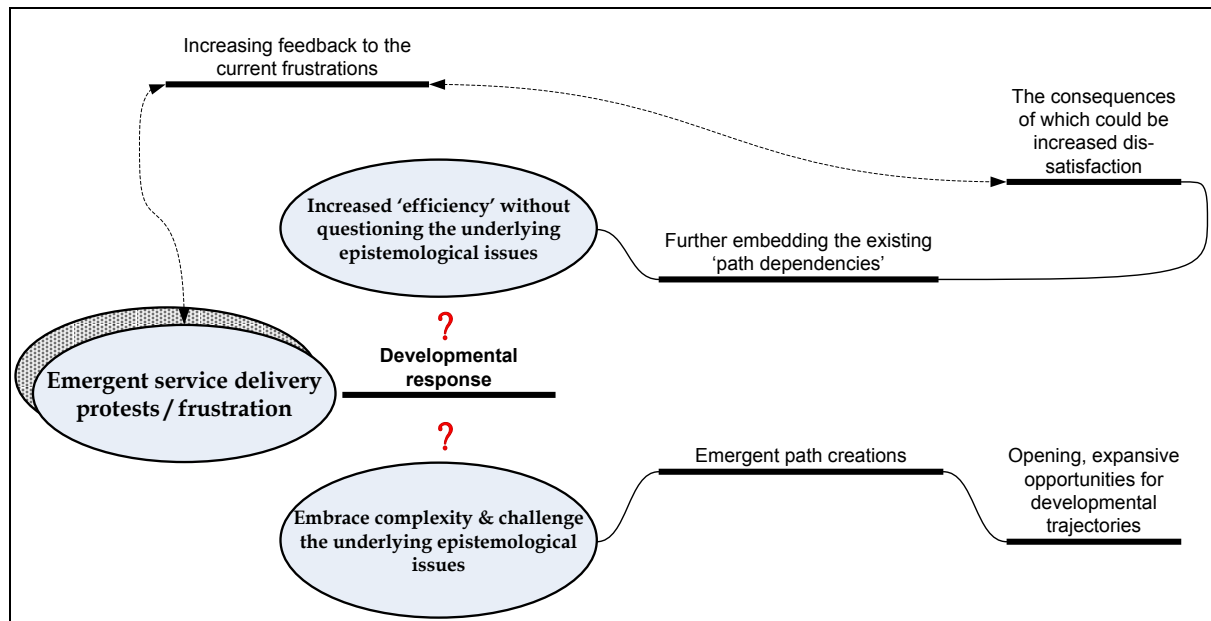 Increasing feedback to the
current frustrations
The consequences
of which could be
increased dis-
satisfaction
Increased ‘efficiency’ without
questioning the underlying
epistemological issues
Further embedding the existing
‘path dependencies’
?
Developmental
response
Emergent service delivery
protests / frustration
?
Emergent path creations
Opening, expansive
opportunities for
developmental
trajectories
Embrace complexity & challenge
the underlying epistemological
issues